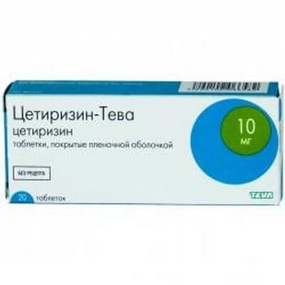 Цетиризин-Тева
цетиризин
таблетки, покрытые пленочной оболочкой
10
мг
БЕЗ РЕЦЕПТА
20 таблеток
TEVA